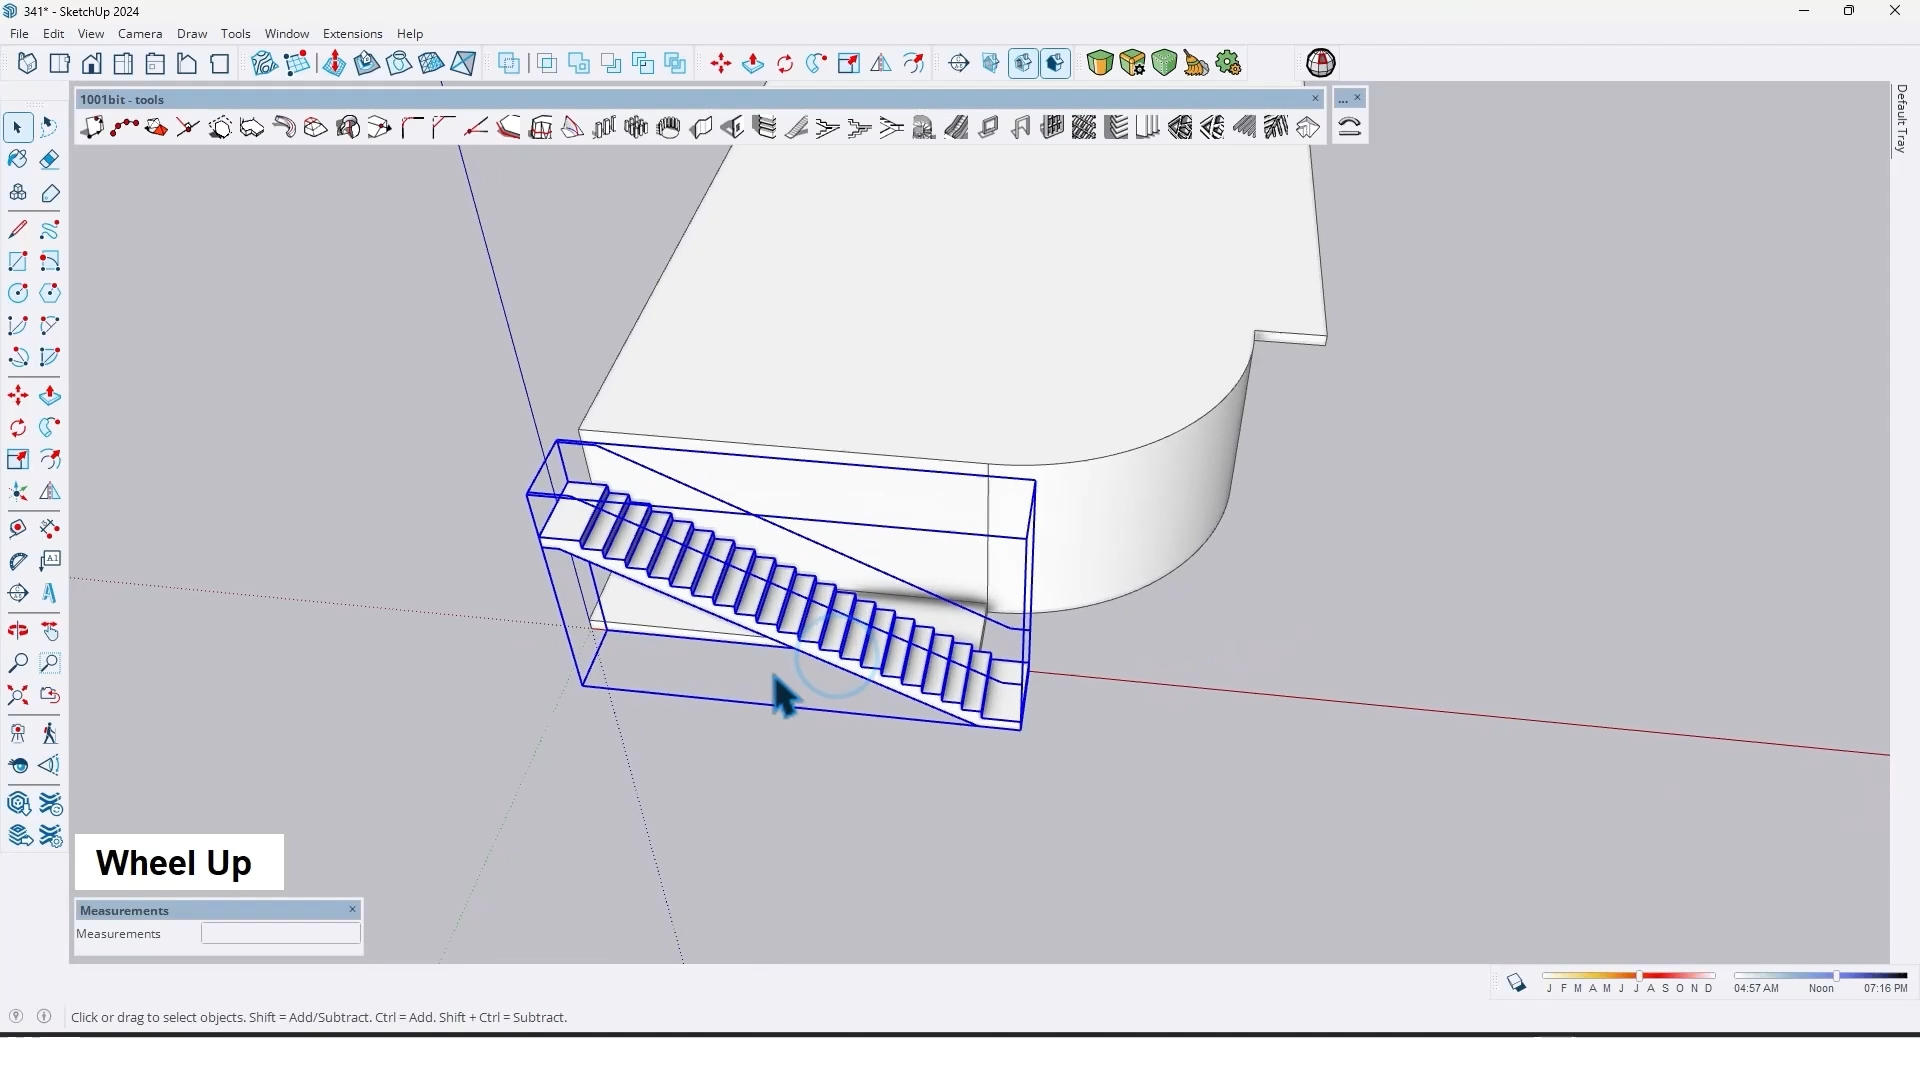 341* - SketchUp 2024
File Edit View Camera Draw Tools Window Extensions Help
1001bit - tools
...
Default Tray
A1
Wheel Up
Measurements
Measurements
J F M A M J J A S O N D
04:57 AM Noon 07:16 PM
Click or drag to select objects. Shift = Add/Subtract. Ctrl = Add. Shift + Ctrl = Subtract.